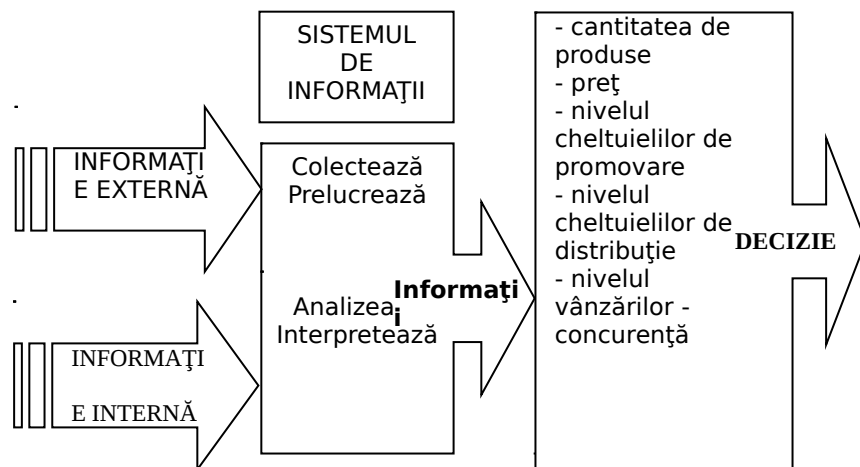 SISTEMUL
DE
INFORMAŢII
INFORMAŢI
E EXTERNĂ
INFORMAŢI
E INTERNĂ
Colectează
Prelucrează
Analizea
Interpretează
Informaţi
i
- cantitatea de
produse
- preţ
- nivelul
cheltuielilor de
promovare
- nivelul
cheltuielilor de
distribuţie
- nivelul
vânzărilor -
concurenţă
DECIZIE